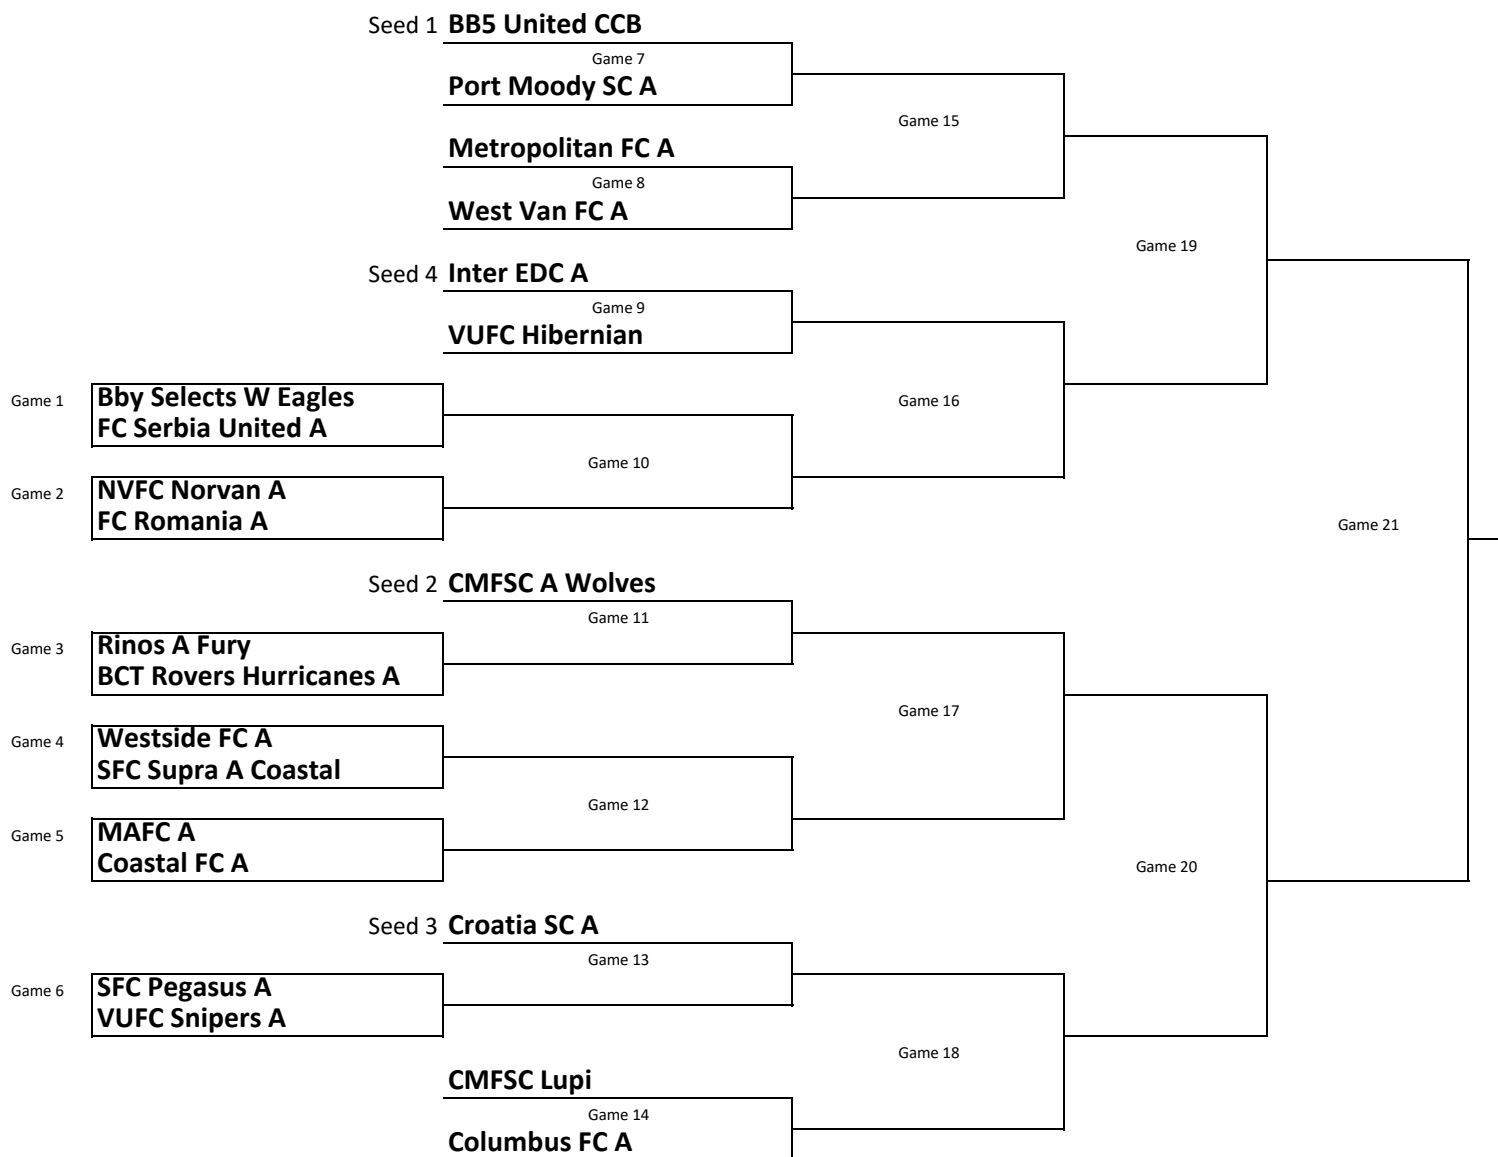 Seed 1 BB5 United CCB
Game 7
Port Moody SC A
Game 15
Metropolitan FC A
Game 8
West Van FC A
Game 19
Seed 4 Inter EDC A
Game 9
VUFC Hibernian
Game 1 Bby Selects W Eagles
FC Serbia United A
Game 16
Game 10
Game 2 NVFC Norvan A
FC Romania A
Game 21
Seed 2 CMFSC A Wolves
Game 11
Game 3 Rinos A Fury
BCT Rovers Hurricanes A
Game 17
Game 4 Westside FC A
SFC Supra A Coastal
Game 12
Game 5 MAFC A
Coastal FC A
Game 20
Seed 3 Croatia SC A
Game 13
Game 6 SFC Pegasus A
VUFC Snipers A
Game 18
CMFSC Lupi
Game 14
Columbus FC A